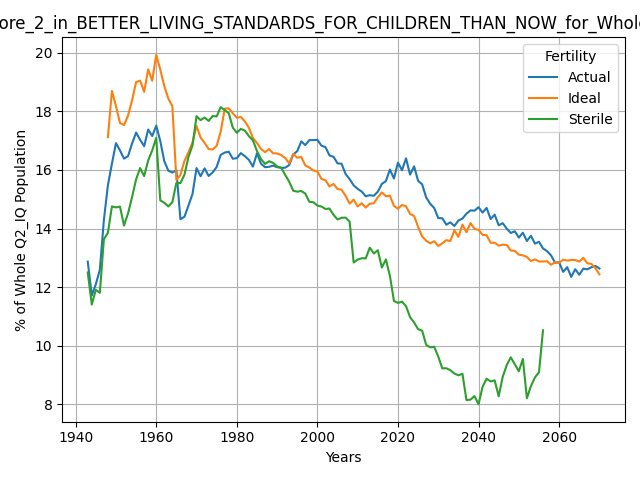 ore_2_in_BETTER_LIVING_STANDARDS_FOR_CHILDREN_THAN_NOW_for_Whole
Fertility
Actual
Ideal
Sterile
% of Whole Q2_IQ Population
20
18
16
14
12
10
8
1940
1960
1980
2000
2020
2040
2060
Years